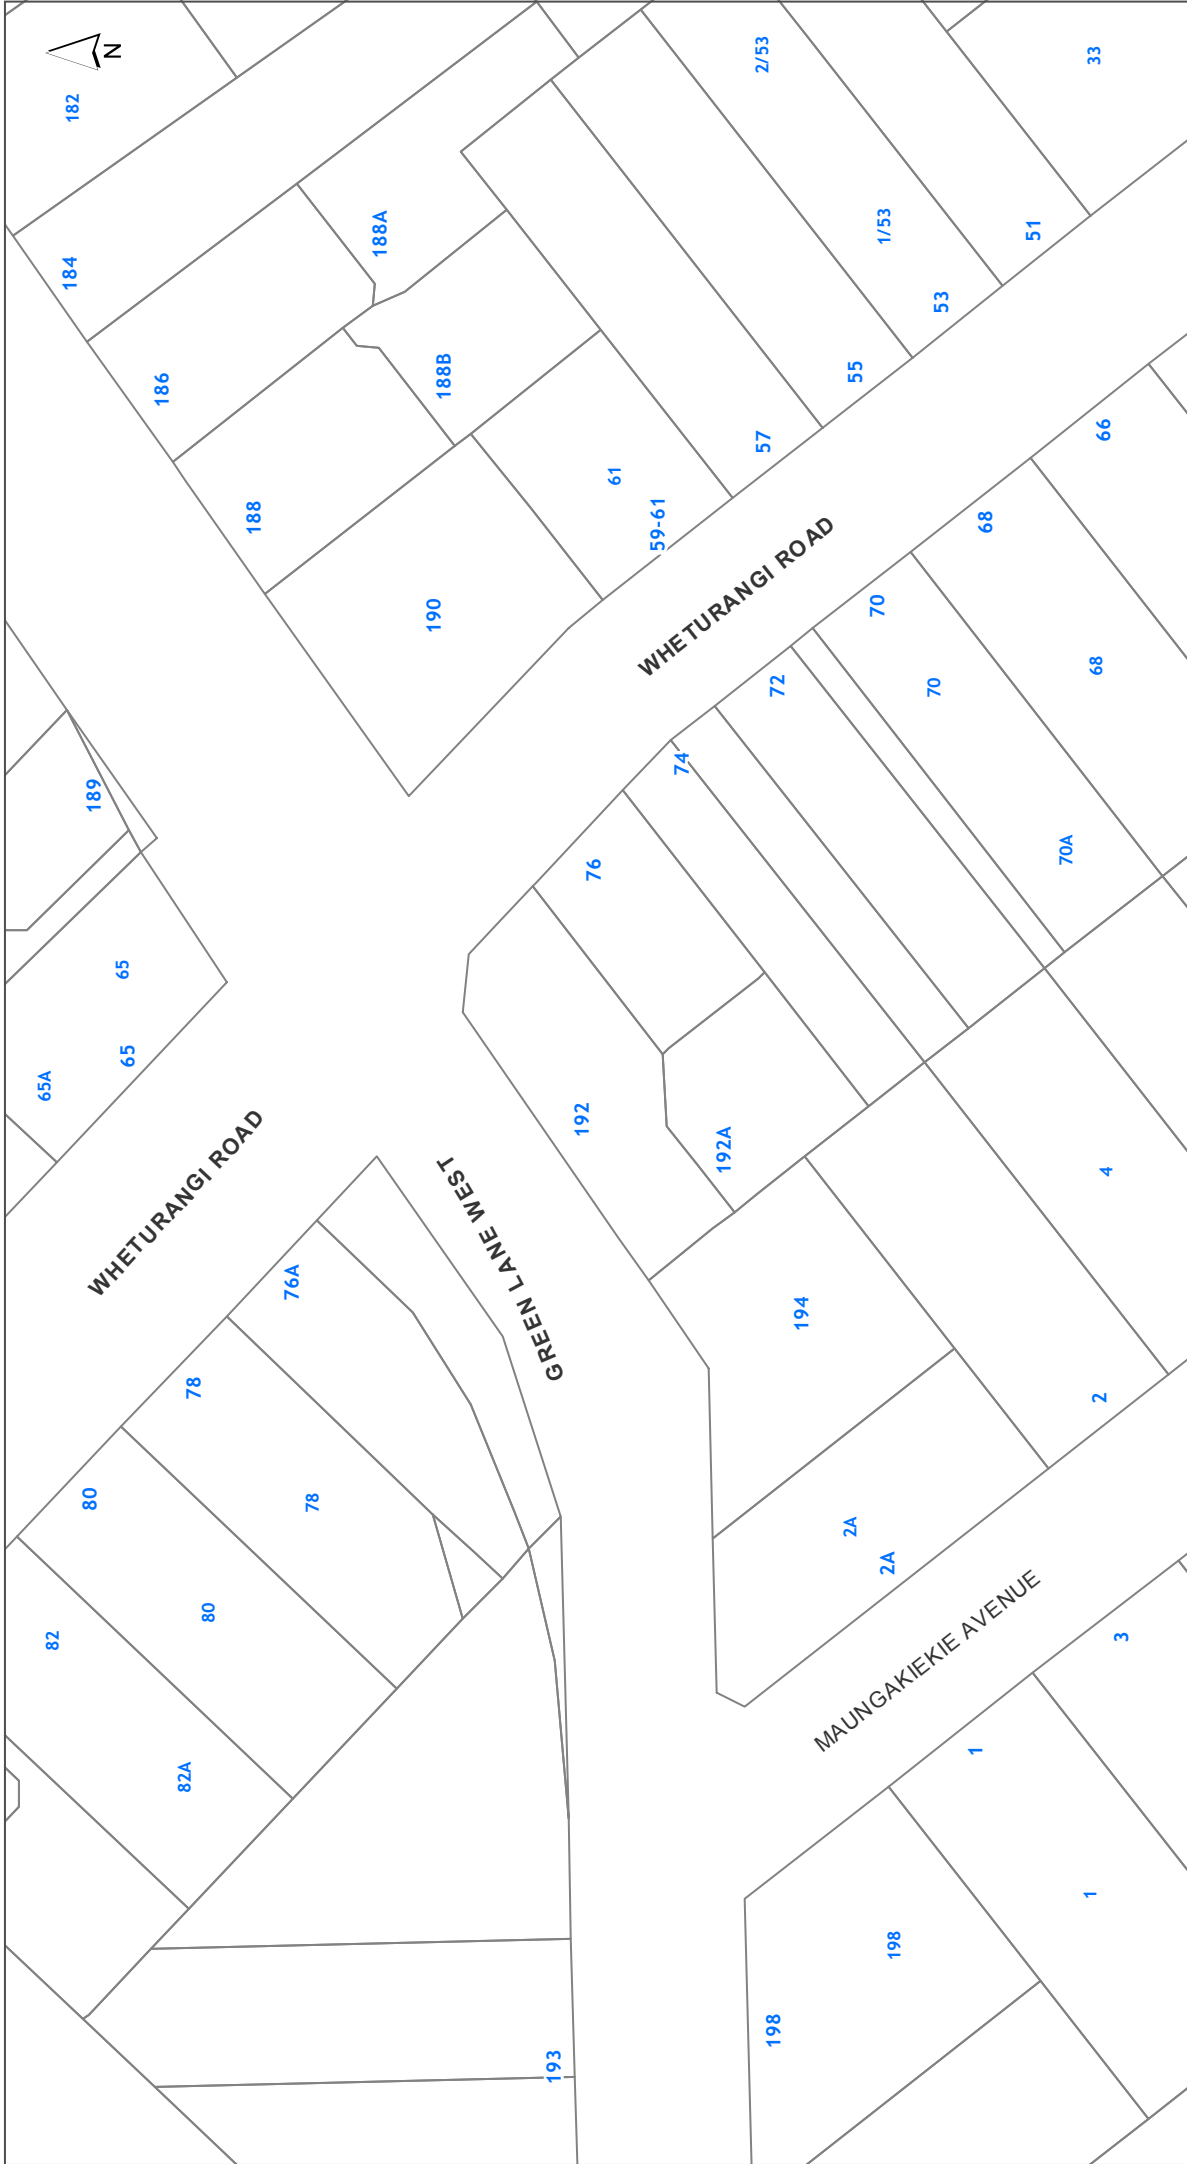 N
182
184
186
188
188A
188B
190
2/53
1/53
33
51
53
55
57
61
59-61
WHETURANGI ROAD
66
68
68
70
70
70A
72
74
76
189
65
65
65A
192
192A
WHETURANGI ROAD
GREEN LANE WEST
76A
78
78
80
80
82
82A
194
4
2
2A
2A
MAUNGAKIEKIE AVENUE
3
1
1
198
198
193